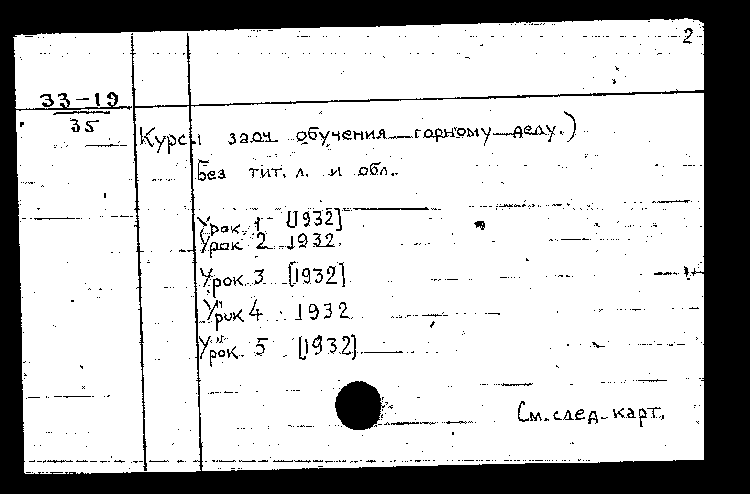 2
33-19
35
Курсы заоч. обучения горному делу.)
Без тит. л. и обл.
Урок 1 [1932]
Урок 2 1932.
Урок 3 [1932]
Урок 4 1932
Урок 5 [1932]
См. след. карт.